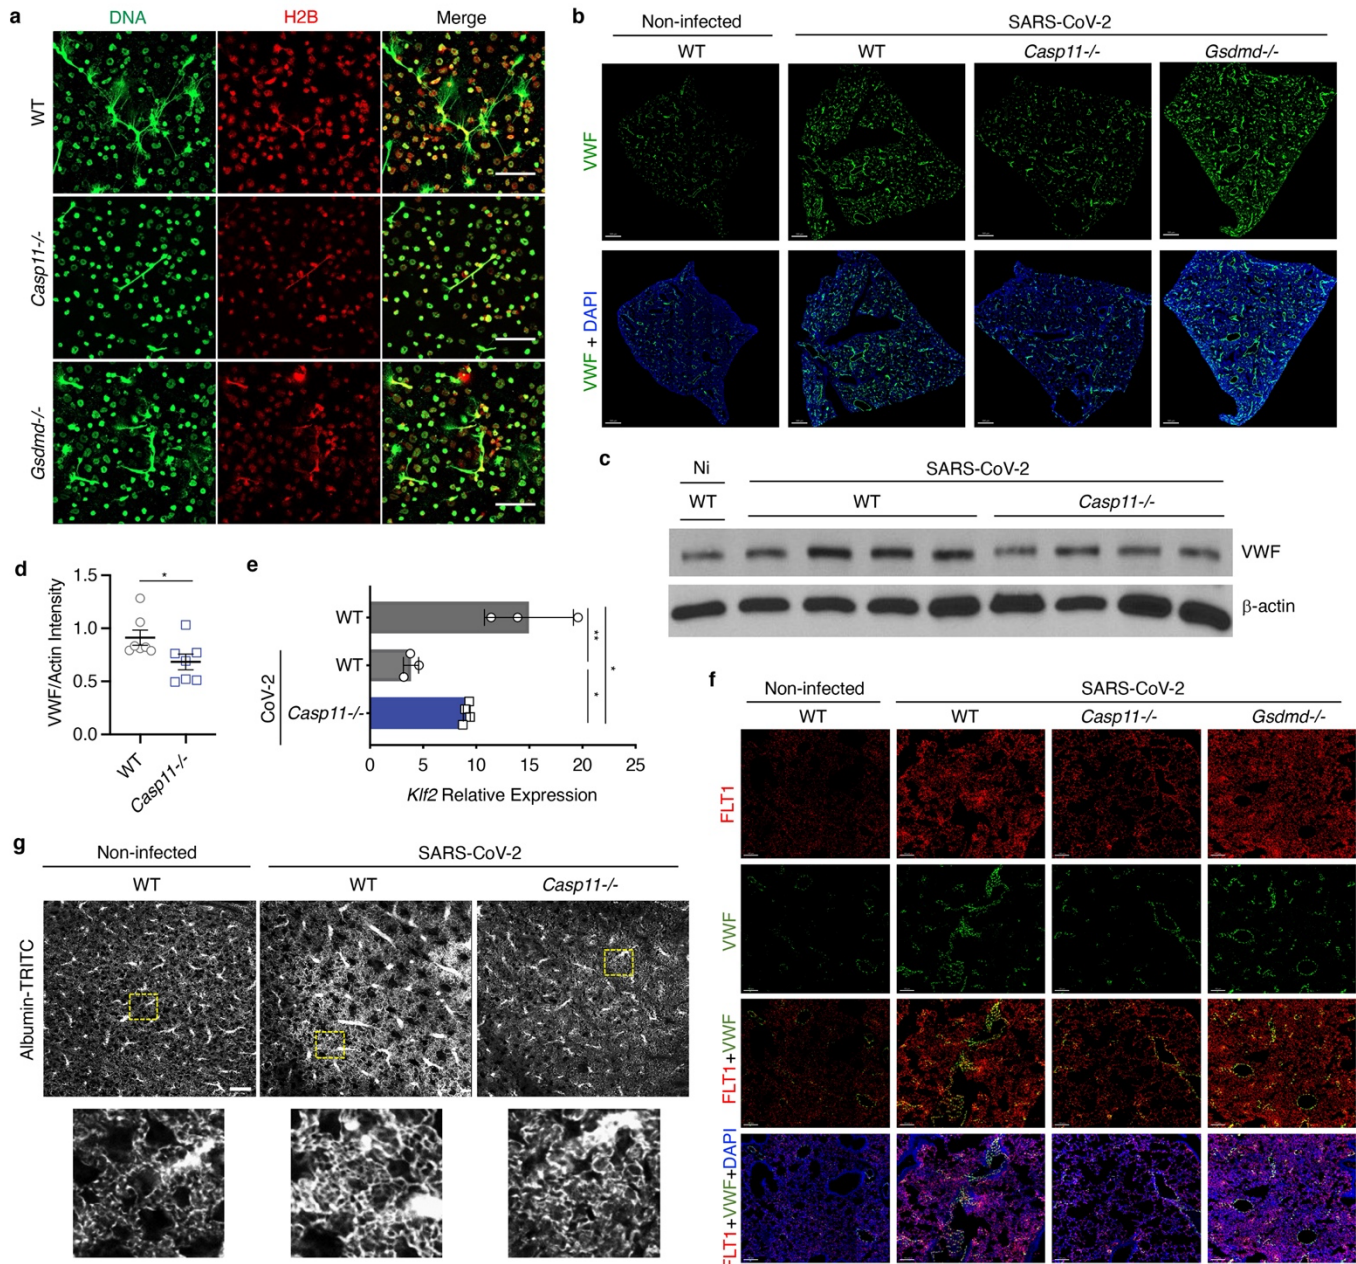 a
DNA
H2B
Merge
WT
Casp11-/-
Gsdmd-/-
b
Non-infected
SARS-CoV-2
WT
WT
Casp11-/-
Gsdmd-/-
VWF
VWF + DAPI
c
Ni
SARS-CoV-2
WT
WT
Casp11-/-
VWF
β-actin
d
VWF/Actin Intensity
1.5
1.0
0.5
0.0
*
WT
Casp11-/-
e
WT
WT
Casp11-/-
CoV-2
**
*
*
0 5 10 15 20 25
Klf2 Relative Expression
f
Non-infected
SARS-CoV-2
WT
WT
Casp11-/-
Gsdmd-/-
FLT1
VWF
FLT1+VWF
FLT1+VWF+DAPI
g
Non-infected
SARS-CoV-2
WT
WT
Casp11-/-
Albumin-TRITC